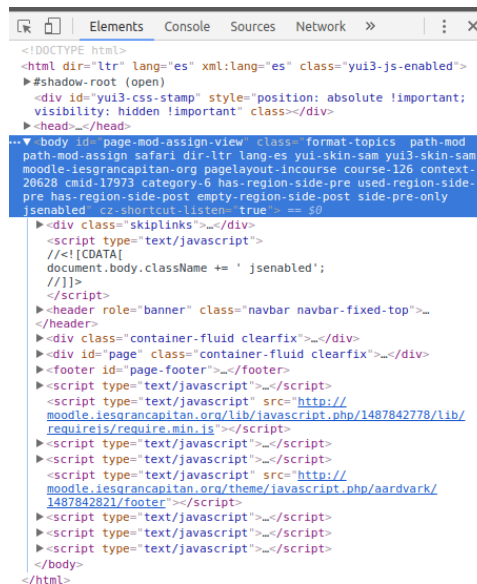 Elements Console Sources Network »
<!DOCTYPE html>
<html dir="ltr" lang="es" xml:lang="es" class="yui3-js-enabled">
▶#shadow-root (open)
<div id="yui3-css-stamp" style="position: absolute !important;
visibility: hidden !important" class></div>
▶<head>…</head>
…▼<body id="page-mod-assign-view" class="format-topics  path-mod
path-mod-assign safari dir-ltr lang-es yui-skin-sam yui3-skin-sam
moodle-iesgrancapitan-org pagelayout-incourse course-126 context-
20628 cmid-17973 category-6 has-region-side-pre used-region-side-
pre has-region-side-post empty-region-side-post side-pre-only
jsenabled" cz-shortcut-listen="true"> == $0
▶<div class="skiplinks">…</div>
<script type="text/javascript">
//<![CDATA[
document.body.className += ' jsenabled';
//]]>
</script>
▶<header role="banner" class="navbar navbar-fixed-top">…
</header>
▶<div class="container-fluid clearfix">…</div>
▶<div id="page" class="container-fluid clearfix">…</div>
▶<footer id="page-footer">…</footer>
▶<script type="text/javascript">…</script>
<script type="text/javascript" src="http://
moodle.iesgrancapitan.org/lib/javascript.php/1487842778/lib/
requirejs/require.min.js"></script>
▶<script type="text/javascript">…</script>
▶<script type="text/javascript">…</script>
<script type="text/javascript" src="http://
moodle.iesgrancapitan.org/theme/javascript.php/aardvark/
1487842821/footer"></script>
▶<script type="text/javascript">…</script>
▶<script type="text/javascript">…</script>
▶<script type="text/javascript">…</script>
</body>
</html>